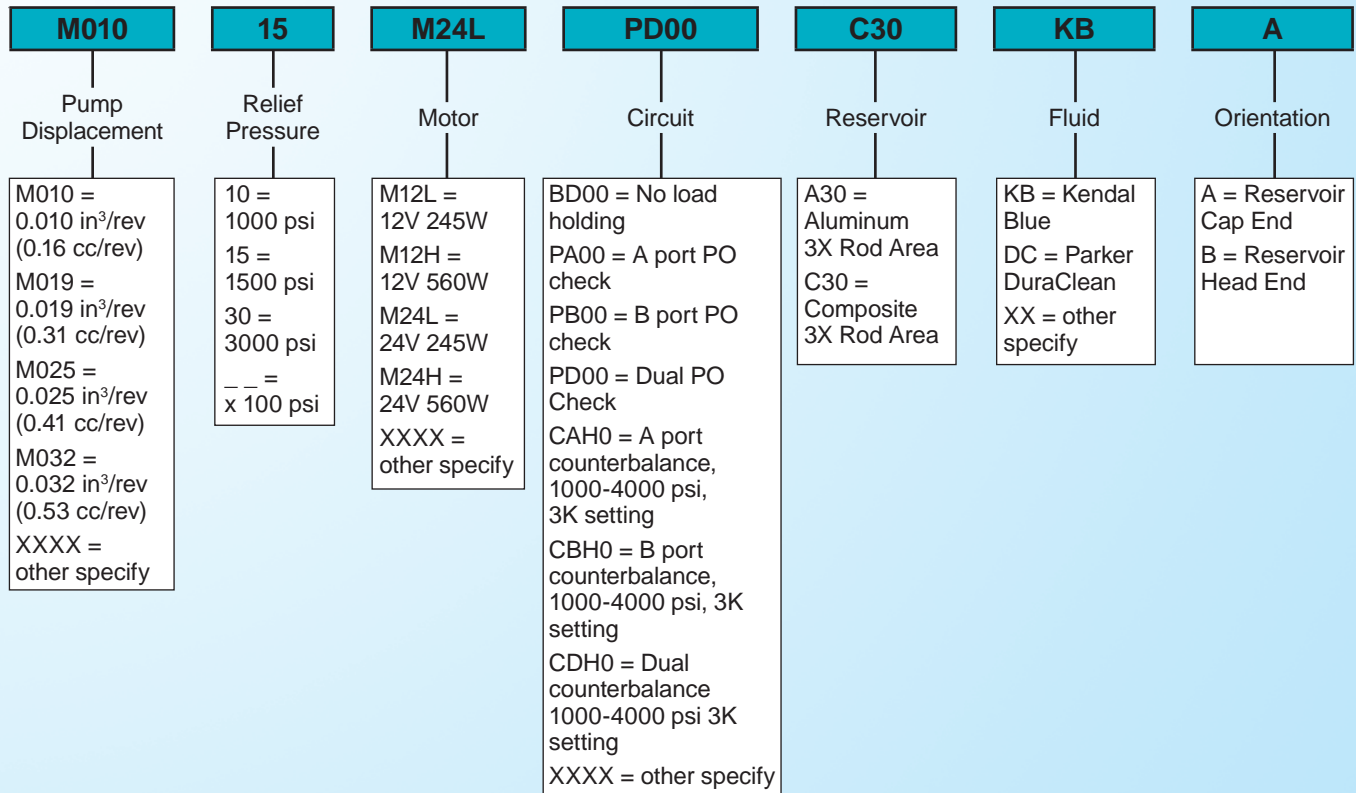 M010
15
M24L
PD00
C30
KB
A
Pump
Displacement
Relief
Pressure
Motor
Circuit
Reservoir
Fluid
Orientation
M010 =
0.010 in³/rev
(0.16 cc/rev)
M019 =
0.019 in³/rev
(0.31 cc/rev)
M025 =
0.025 in³/rev
(0.41 cc/rev)
M032 =
0.032 in³/rev
(0.53 cc/rev)
XXXX =
other specify
10 =
1000 psi
15 =
1500 psi
30 =
3000 psi
_ _ =
x 100 psi
M12L =
12V 245W
M12H =
12V 560W
M24L =
24V 245W
M24H =
24V 560W
XXXX =
other specify
BD00 = No load
holding
PA00 = A port PO
check
PB00 = B port PO
check
PD00 = Dual PO
Check
CAH0 = A port
counterbalance,
1000-4000 psi,
3K setting
CBH0 = B port
counterbalance,
1000-4000 psi, 3K
setting
CDH0 = Dual
counterbalance
1000-4000 psi 3K
setting
XXXX = other specify
A30 =
Aluminum
3X Rod Area
C30 =
Composite
3X Rod Area
KB = Kendal
Blue
DC = Parker
DuraClean
XX = other
specify
A = Reservoir
Cap End
B = Reservoir
Head End